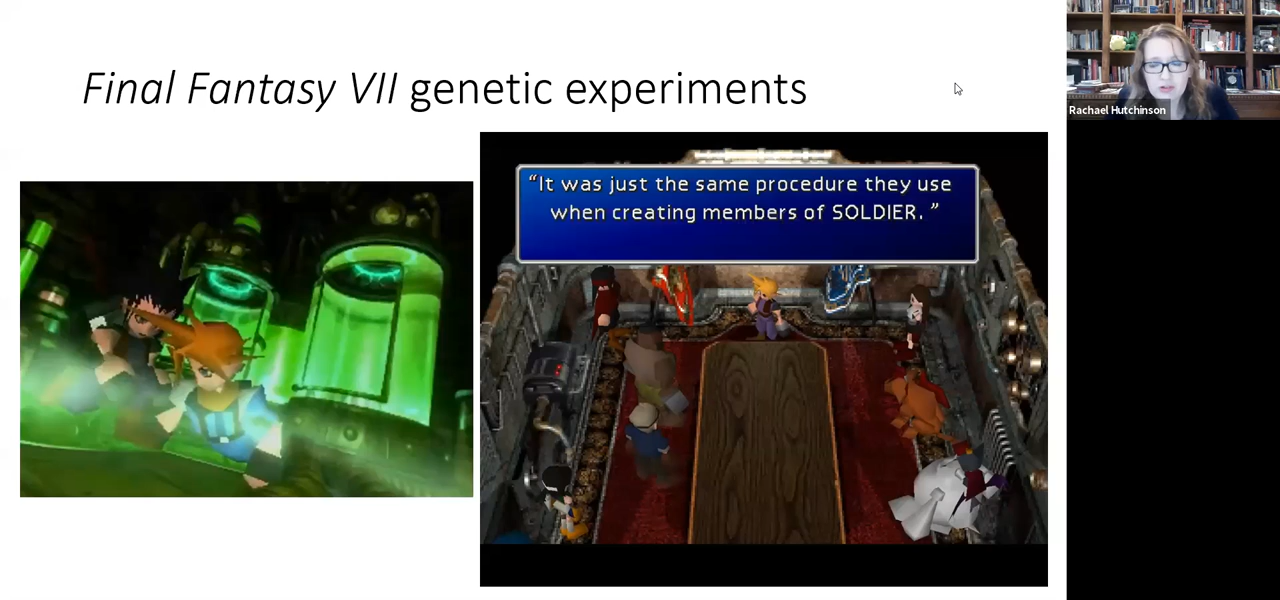 Final Fantasy VII genetic experiments
Rachael Hutchinson
“It was just the same procedure they use
when creating members of SOLDIER. ”